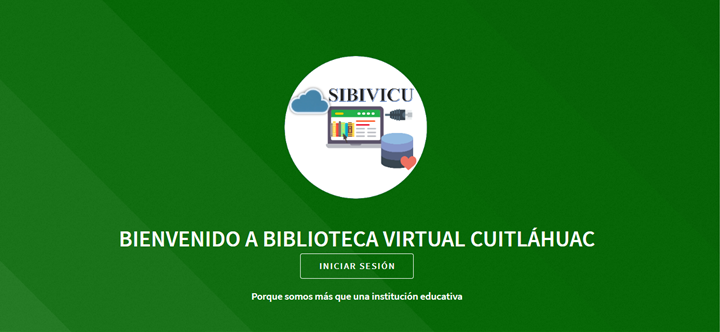 SIBIVICU
BIENVENIDO A BIBLIOTECA VIRTUAL CUITLÁHUAC
INICIAR SESIÓN
Porque somos más que una institución educativa